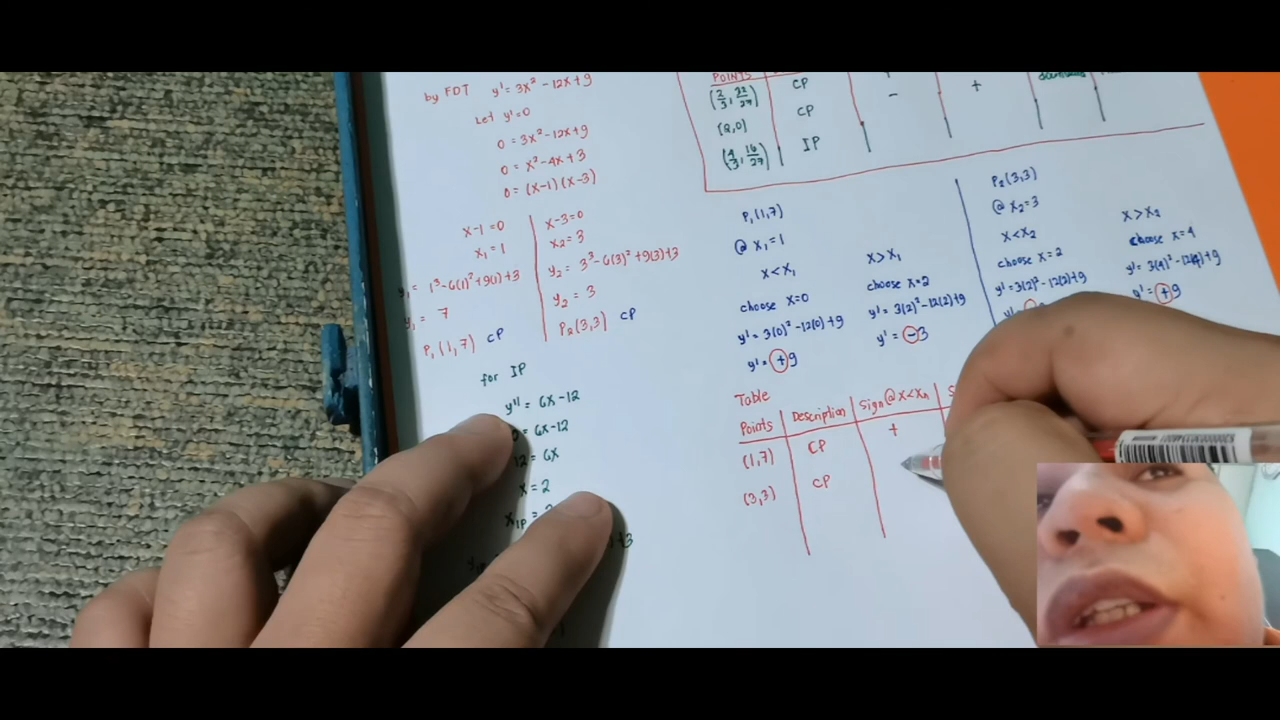 by FDT y' = 3x² - 12x + 9
Let y' = 0
0 = 3x² - 12x + 9
0 = x² - 4x + 3
0 = (x-1)(x-3)
x-1 = 0
x₁ = 1
y₁ = 1³ - 6(1)² + 9(1) + 3
y₁ = 7
P₁(1,7) CP
x-3 = 0
x₂ = 3
y₂ = 3³ - 6(3)² + 9(3) + 3
y₂ = 3
P₂(3,3) CP
for IP
y'' = 6x - 12
= 6x - 12
12 = 6x
x = 2
POINTS
(2/3, 22/27) CP
(2,0) CP
(4/3, 16/27) IP
- +
P₁(1,7)
@ x₁ = 1
x < x₁
choose x = 0
y' = 3(0)² - 12(0) + 9
y' = +9
x > x₁
choose x = 2
y' = 3(2)² - 12(2) + 9
y' = -3
P₂(3,3)
@ x₂ = 3
x < x₂
choose x = 2
y' = 3(2)² - 12(2) + 9
x > x₂
choose x = 4
y' = 3(4)² - 12(4) + 9
y' = +9
Table
Points Description Sign @ x < xₙ
(1,7) CP +
(3,3) CP